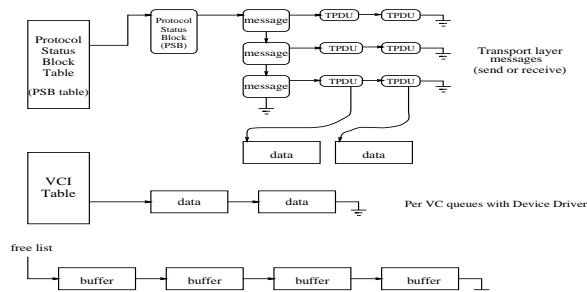 Protocol
Status
Block
Table
(PSB table)
Protocol
Status
Block
(PSB)
message
TPDU
TPDU
message
TPDU
TPDU
message
TPDU
TPDU
Transport layer
messages
(send or receive)
data
data
VCI
Table
data
data
Per VC queues with Device Driver
free list
buffer
buffer
buffer
buffer